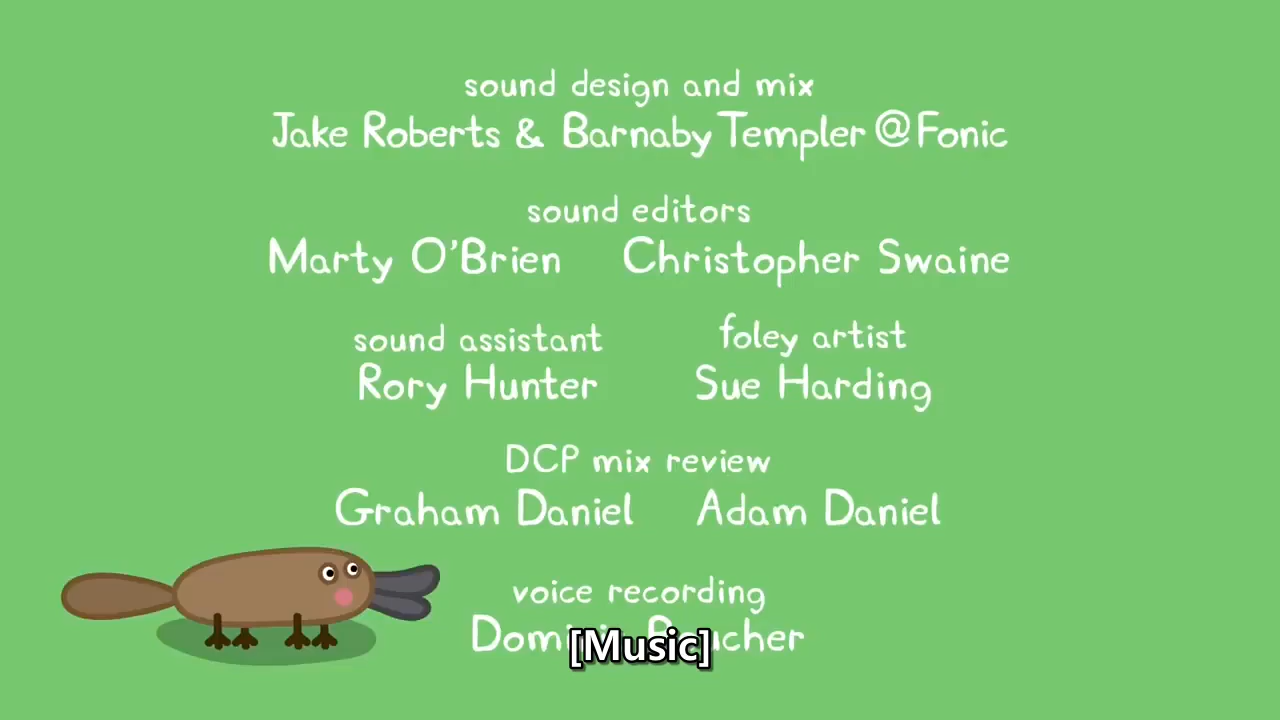 sound design and mix
Jake Roberts & Barnaby Templer @ Fonic
sound editors
Marty O'Brien Christopher Swaine
sound assistant foley artist
Rory Hunter Sue Harding
DCP mix review
Graham Daniel Adam Daniel
voice recording
[Music]